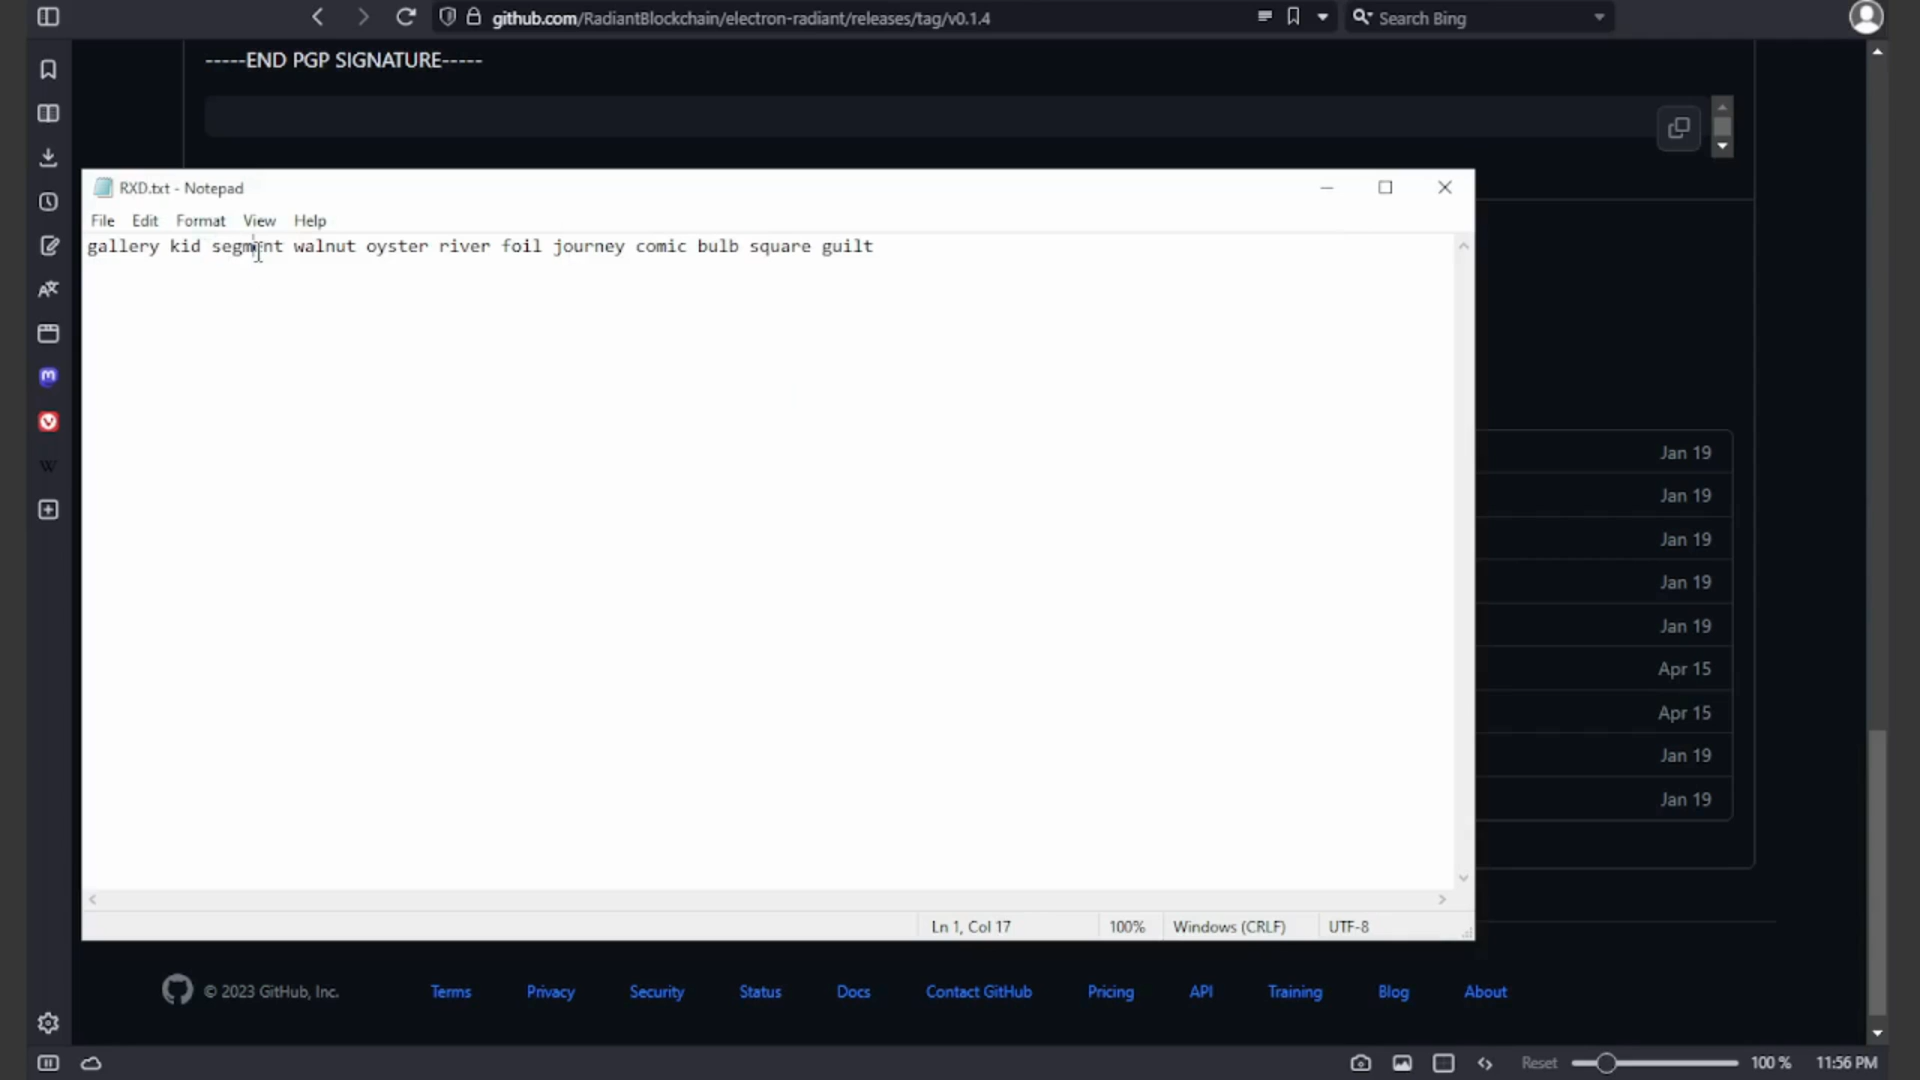 github.com/RadiantBlockchain/electron-radiant/releases/tag/v0.1.4
Search Bing
-----END PGP SIGNATURE-----
RXD.txt - Notepad
File Edit Format View Help
gallery kid segment walnut oyster river foil journey comic bulb square guilt
Jan 19
Jan 19
Jan 19
Jan 19
Jan 19
Apr 15
Apr 15
Jan 19
Jan 19
Ln 1, Col 17 100% Windows (CRLF) UTF-8
© 2023 GitHub, Inc. Terms Privacy Security Status Docs Contact GitHub Pricing API Training Blog About
Reset 100 % 11:56 PM